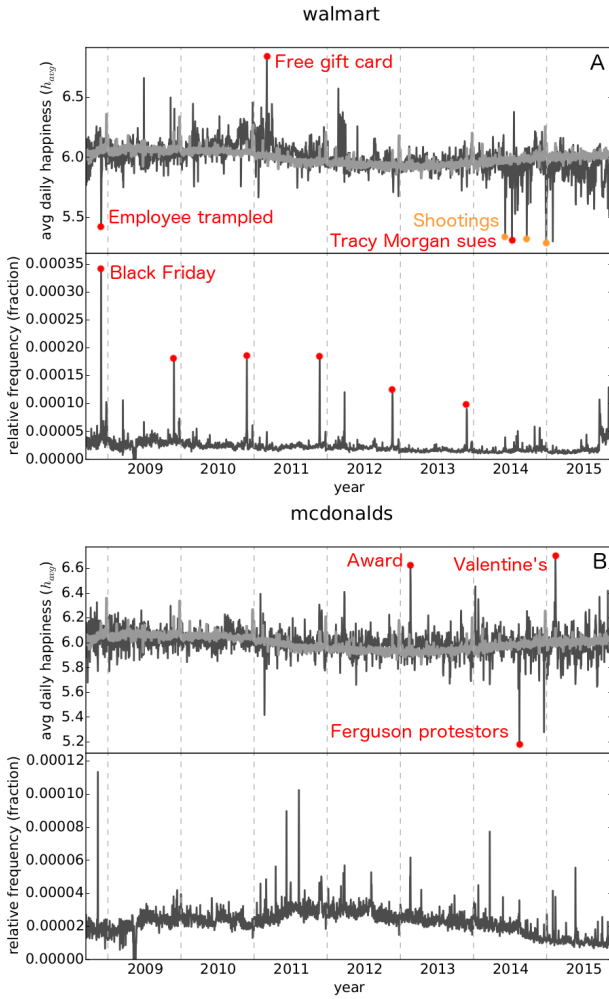 walmart
A
avg daily happiness (h_avg)
6.5
6.0
5.5
Free gift card
Employee trampled
Shootings
Tracy Morgan sues
relative frequency (fraction)
0.00035
0.00030
0.00025
0.00020
0.00015
0.00010
0.00005
0.00000
Black Friday
2009 2010 2011 2012 2013 2014 2015
year
mcdonalds
B
avg daily happiness (h_avg)
6.6
6.4
6.2
6.0
5.8
5.6
5.4
5.2
Award
Valentine's
Ferguson protestors
relative frequency (fraction)
0.00012
0.00010
0.00008
0.00006
0.00004
0.00002
0.00000
2009 2010 2011 2012 2013 2014 2015
year